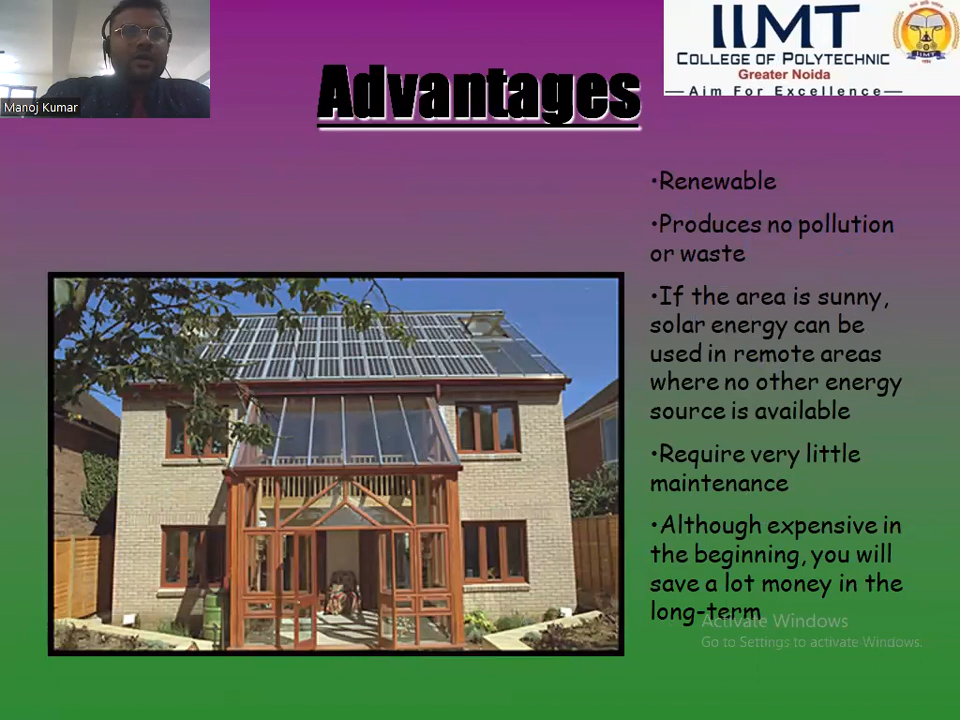 Manoj Kumar
IIMT
COLLEGE OF POLYTECHNIC
Greater Noida
Aim For Excellence
IIMT
Advantages
•Renewable
•Produces no pollution
or waste
•If the area is sunny,
solar energy can be
used in remote areas
where no other energy
source is available
•Require very little
maintenance
•Although expensive in
the beginning, you will
save a lot money in the
long-term
Activate Windows
Go to Settings to activate Windows.